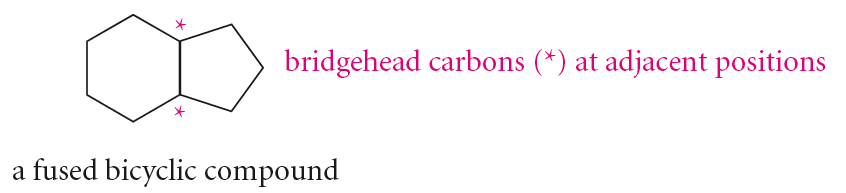 *
bridgehead carbons (*) at adjacent positions
*
a fused bicyclic compound